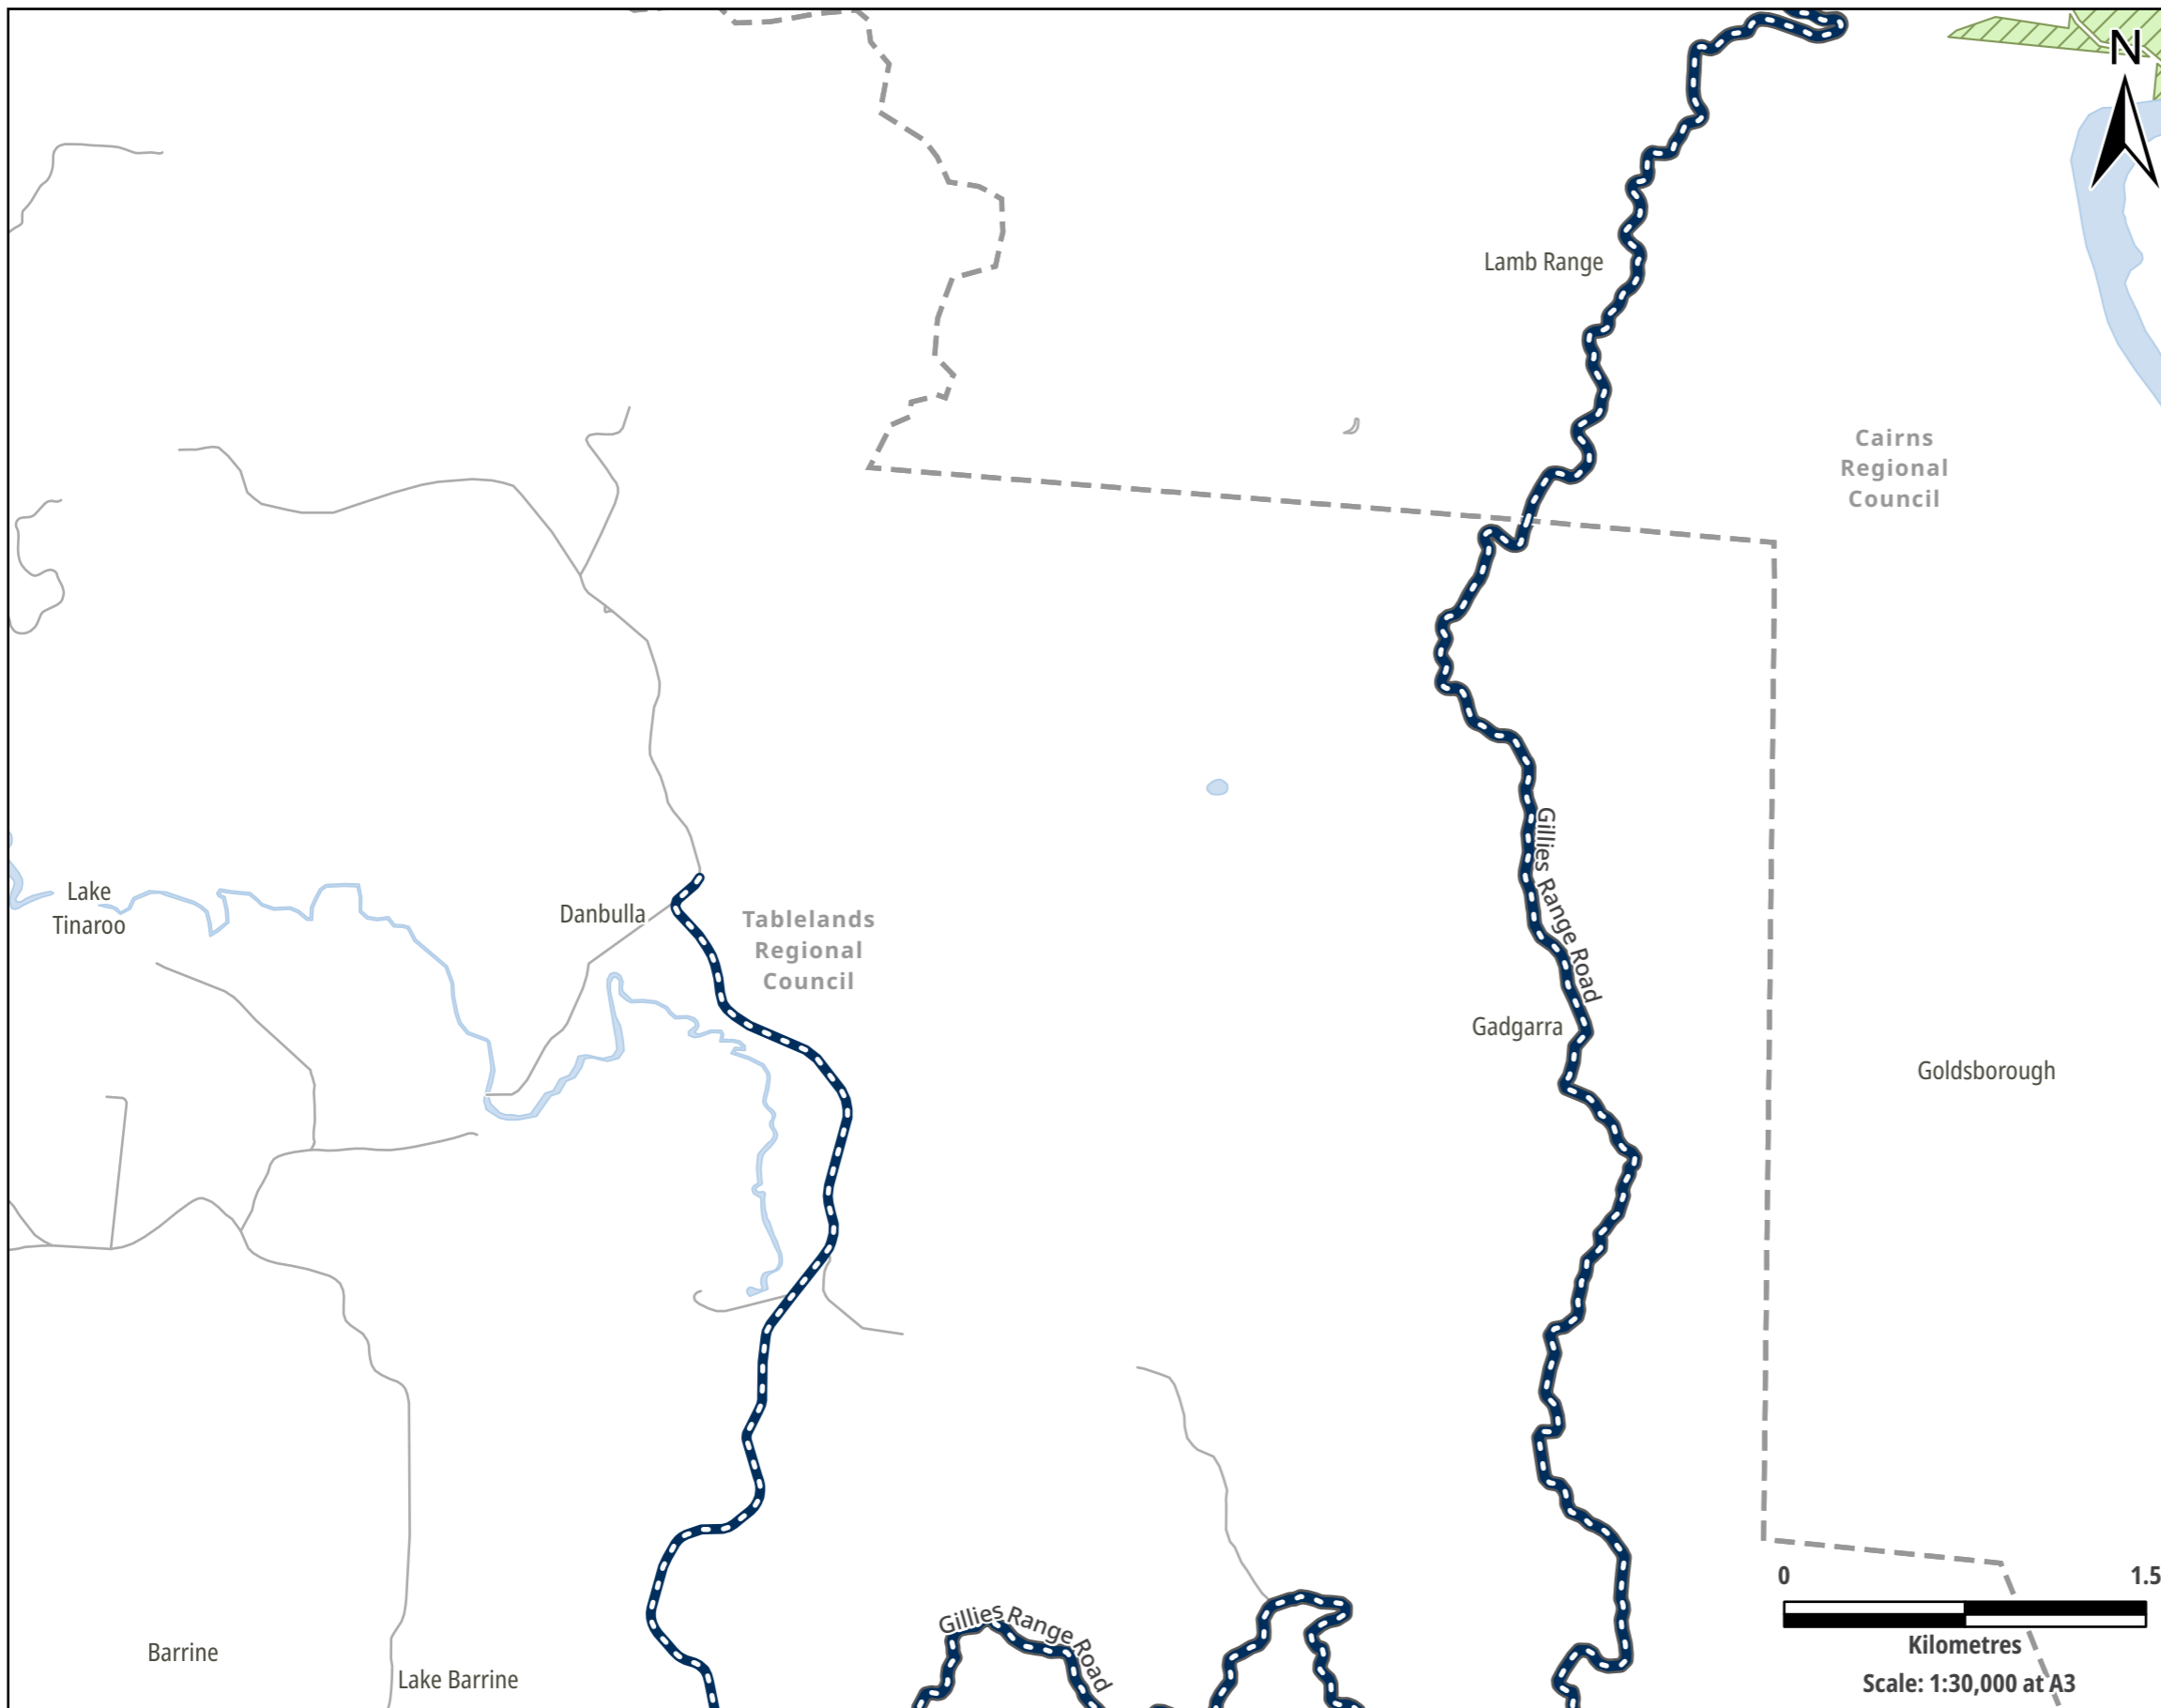 N
Lamb Range
Cairns
Regional
Council
Gillies Range Road
Lake
Tinaroo
Danbulla
Tablelands
Regional
Council
Gadgarra
Goldsborough
0 1.5
Gillies Range Road
Kilometres
Barrine
Lake Barrine
Scale: 1:30,000 at A3